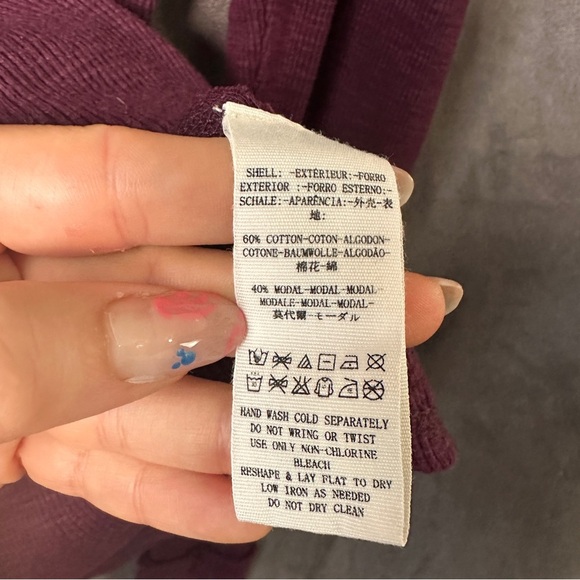 SHELL: -EXTÉRIEUR:-FORRO
EXTERIOR :-FORRO ESTERNO:-
SCHALE:-APARÊNCIA:-外壳-表
地:
60% COTTON-COTON-ALGODON-
COTONE-BAUMWOLLE-ALGODÃO-
棉花-綿
40% MODAL-MODAL-MODAL-
MODALE-MODAL-MODAL-
莫代爾-モーダル
HAND WASH COLD SEPARATELY
DO NOT WRING OR TWIST
USE ONLY NON-CHLORINE
BLEACH
RESHAPE & LAY FLAT TO DRY
LOW IRON AS NEEDED
DO NOT DRY CLEAN